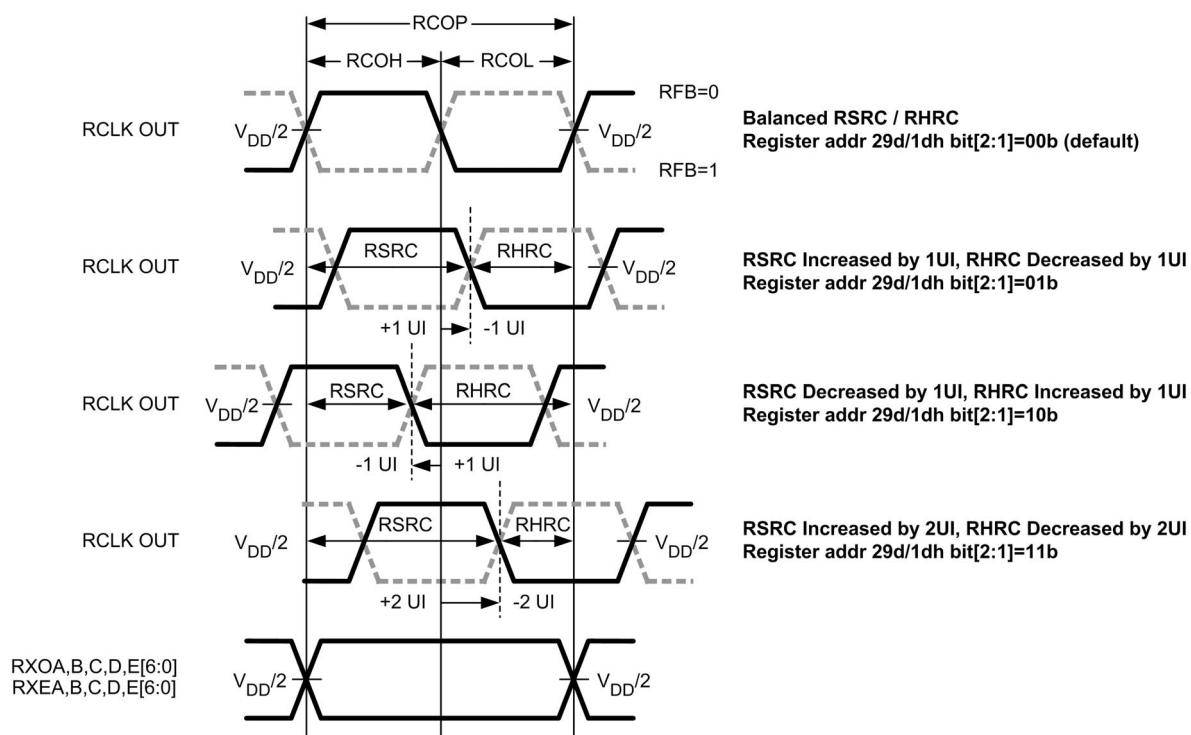 RCOP
RCOH RCOL
RFB=0
RCLK OUT VDD/2 VDD/2
RFB=1
Balanced RSRC / RHRC
Register addr 29d/1dh bit[2:1]=00b (default)
RCLK OUT VDD/2 RSRC RHRC VDD/2
+1 UI -1 UI
RSRC Increased by 1UI, RHRC Decreased by 1UI
Register addr 29d/1dh bit[2:1]=01b
RCLK OUT VDD/2 RSRC RHRC VDD/2
-1 UI +1 UI
RSRC Decreased by 1UI, RHRC Increased by 1UI
Register addr 29d/1dh bit[2:1]=10b
RCLK OUT VDD/2 RSRC RHRC VDD/2
+2 UI -2 UI
RSRC Increased by 2UI, RHRC Decreased by 2UI
Register addr 29d/1dh bit[2:1]=11b
RXOA,B,C,D,E[6:0]
RXEA,B,C,D,E[6:0]
VDD/2 VDD/2